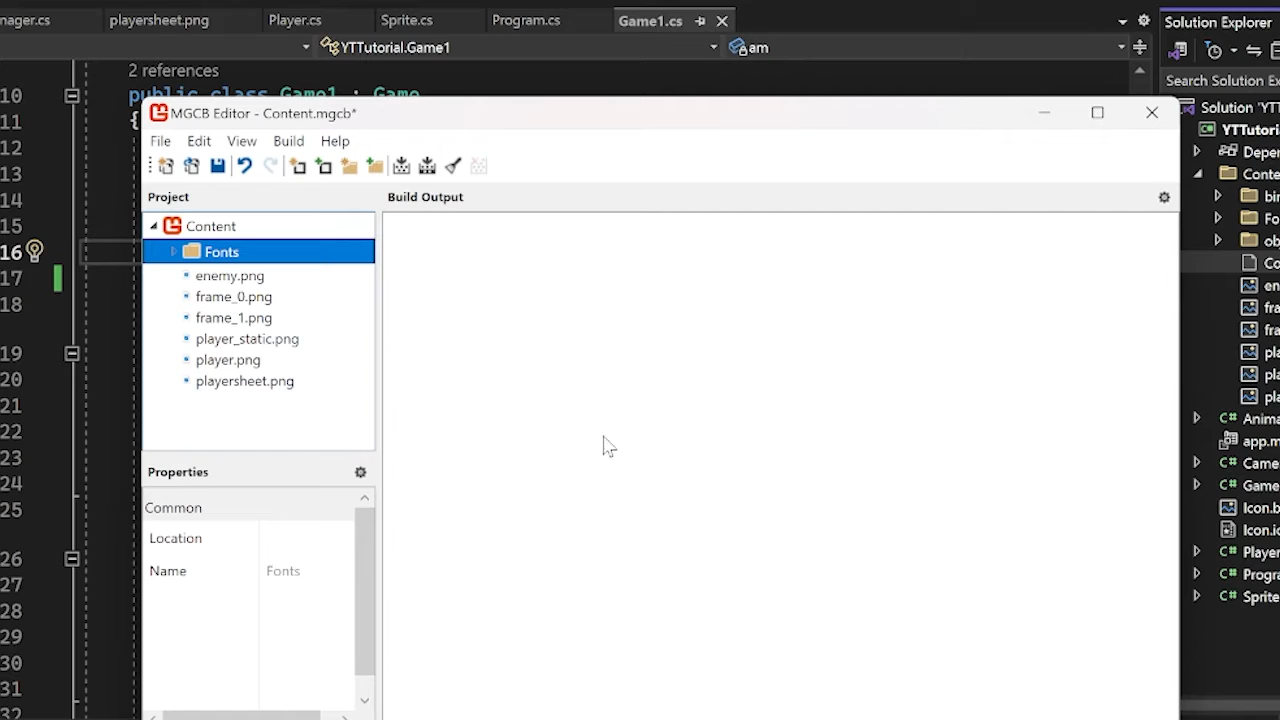 nager.cs playersheet.png Player.cs Sprite.cs Program.cs Game1.cs
YTTutorial.Game1 am
2 references
10 public class Game1 : Game
11 {
12
13
14
15
16
17
18
19
20
21
22
23
24
25
26
27
28
29
30
31
32
MGCB Editor - Content.mgcb*
File Edit View Build Help
Project
Content
Fonts
enemy.png
frame_0.png
frame_1.png
player_static.png
player.png
playersheet.png
Properties
Common
Location
Name Fonts
Build Output
Solution Explorer
Search Solution Ex
Solution 'YT
YTTutori
Depen
Conte
bin
Fo
obj
Co
en
fra
fra
pla
pla
pla
Anima
app.m
Came
Game
Icon.b
Icon.ic
Player
Progr
Sprite